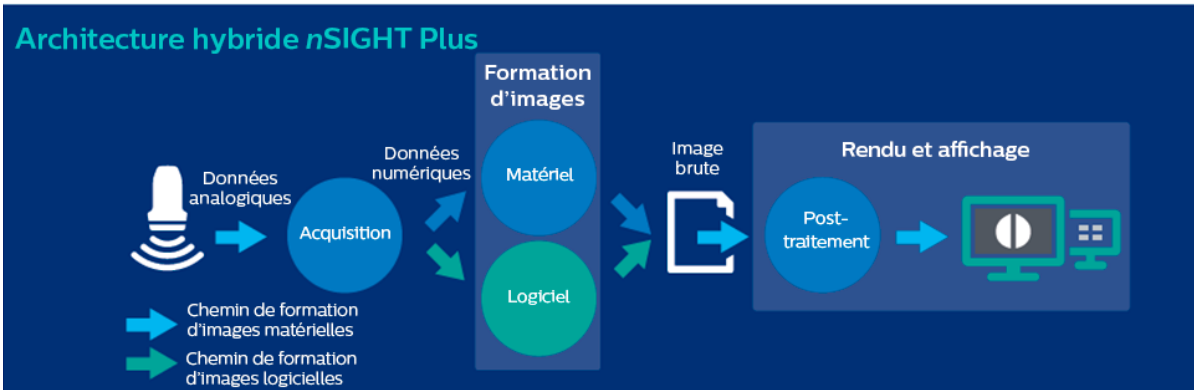 Architecture hybride nSIGHT Plus
Formation
d'images
Données
analogiques
Acquisition
Données
numériques
Matériel
Logiciel
Image
brute
Rendu et affichage
Post-
traitement
Chemin de formation
d'images matérielles
Chemin de formation
d'images logicielles